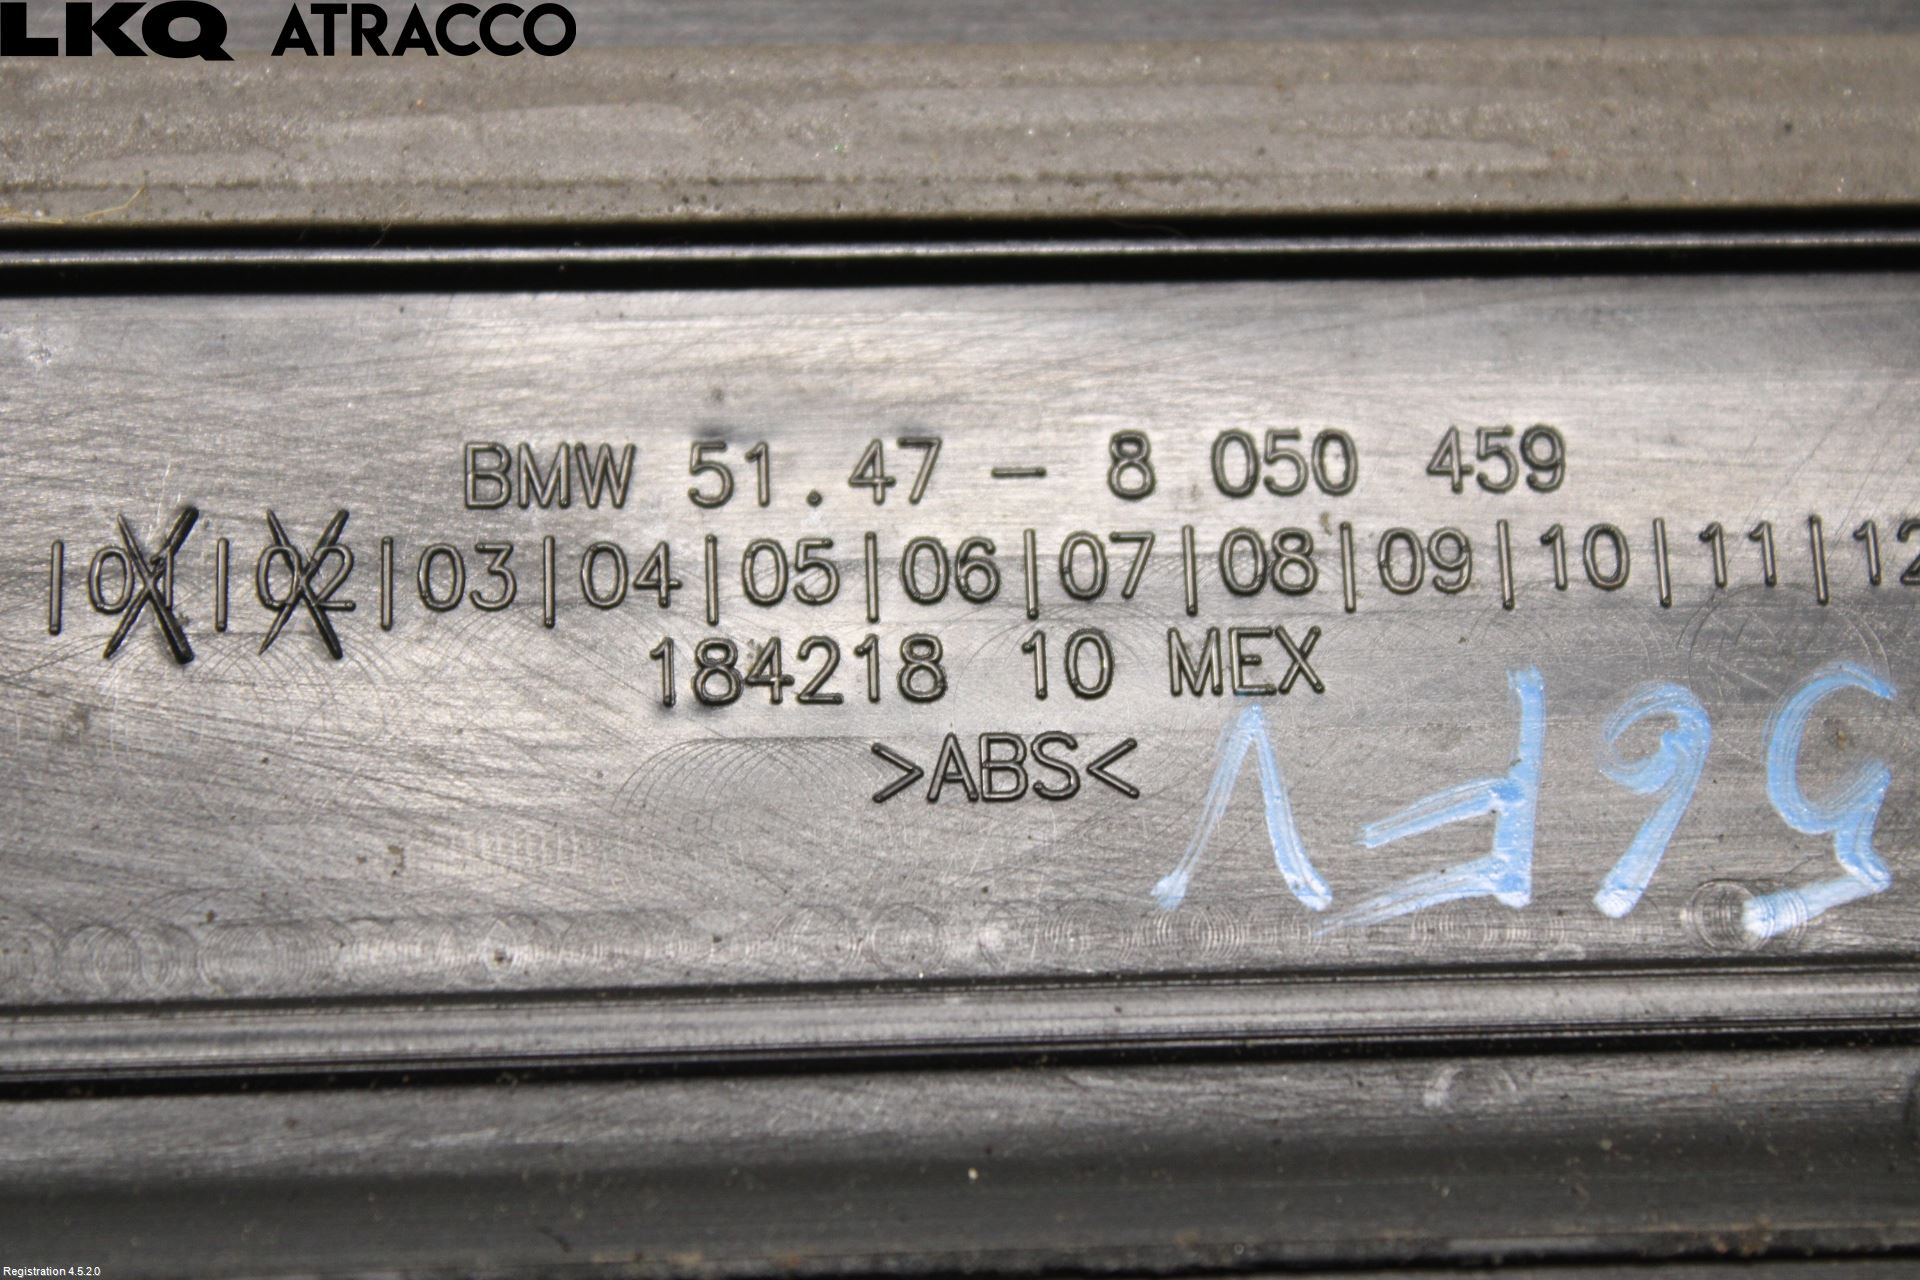 LKQ ATRACCO
BMW 51.47 - 8 050 459
|01|02|03|04|05|06|07|08|09|10|11|12
184218 10 MEX
>ABS<
56FV
Registration 4.5.2.0